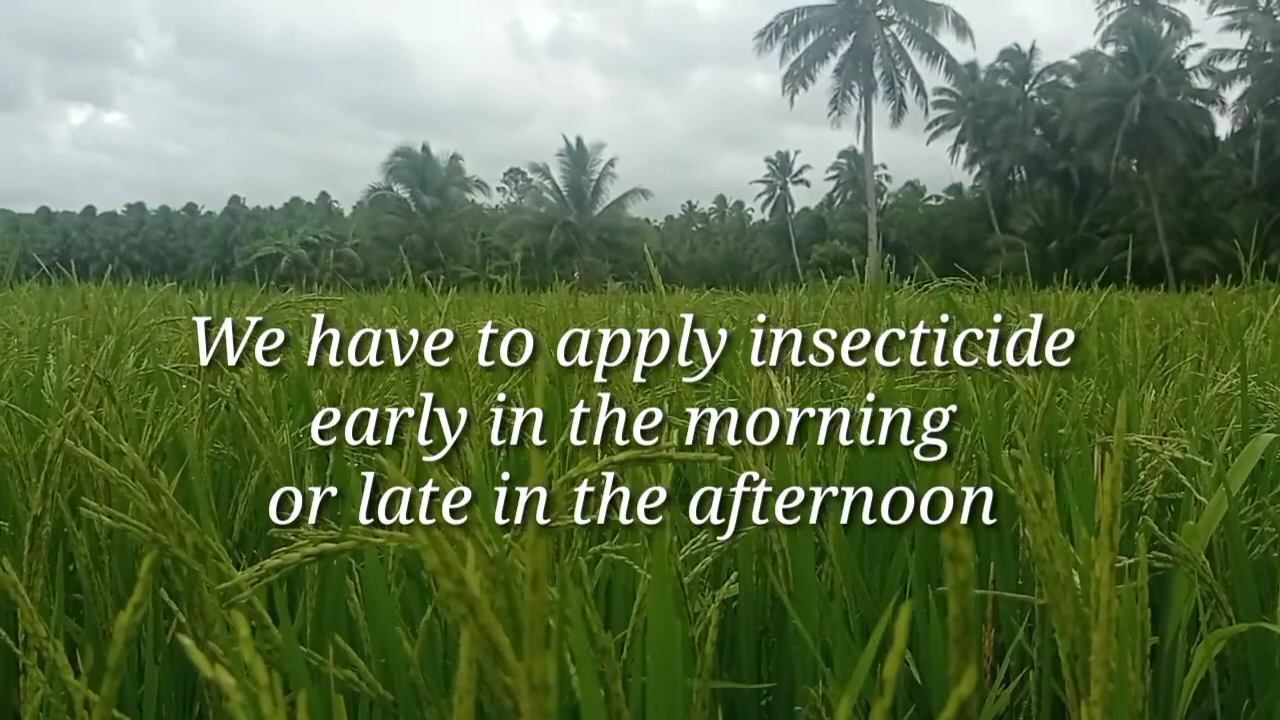 We have to apply insecticide
early in the morning
or late in the afternoon